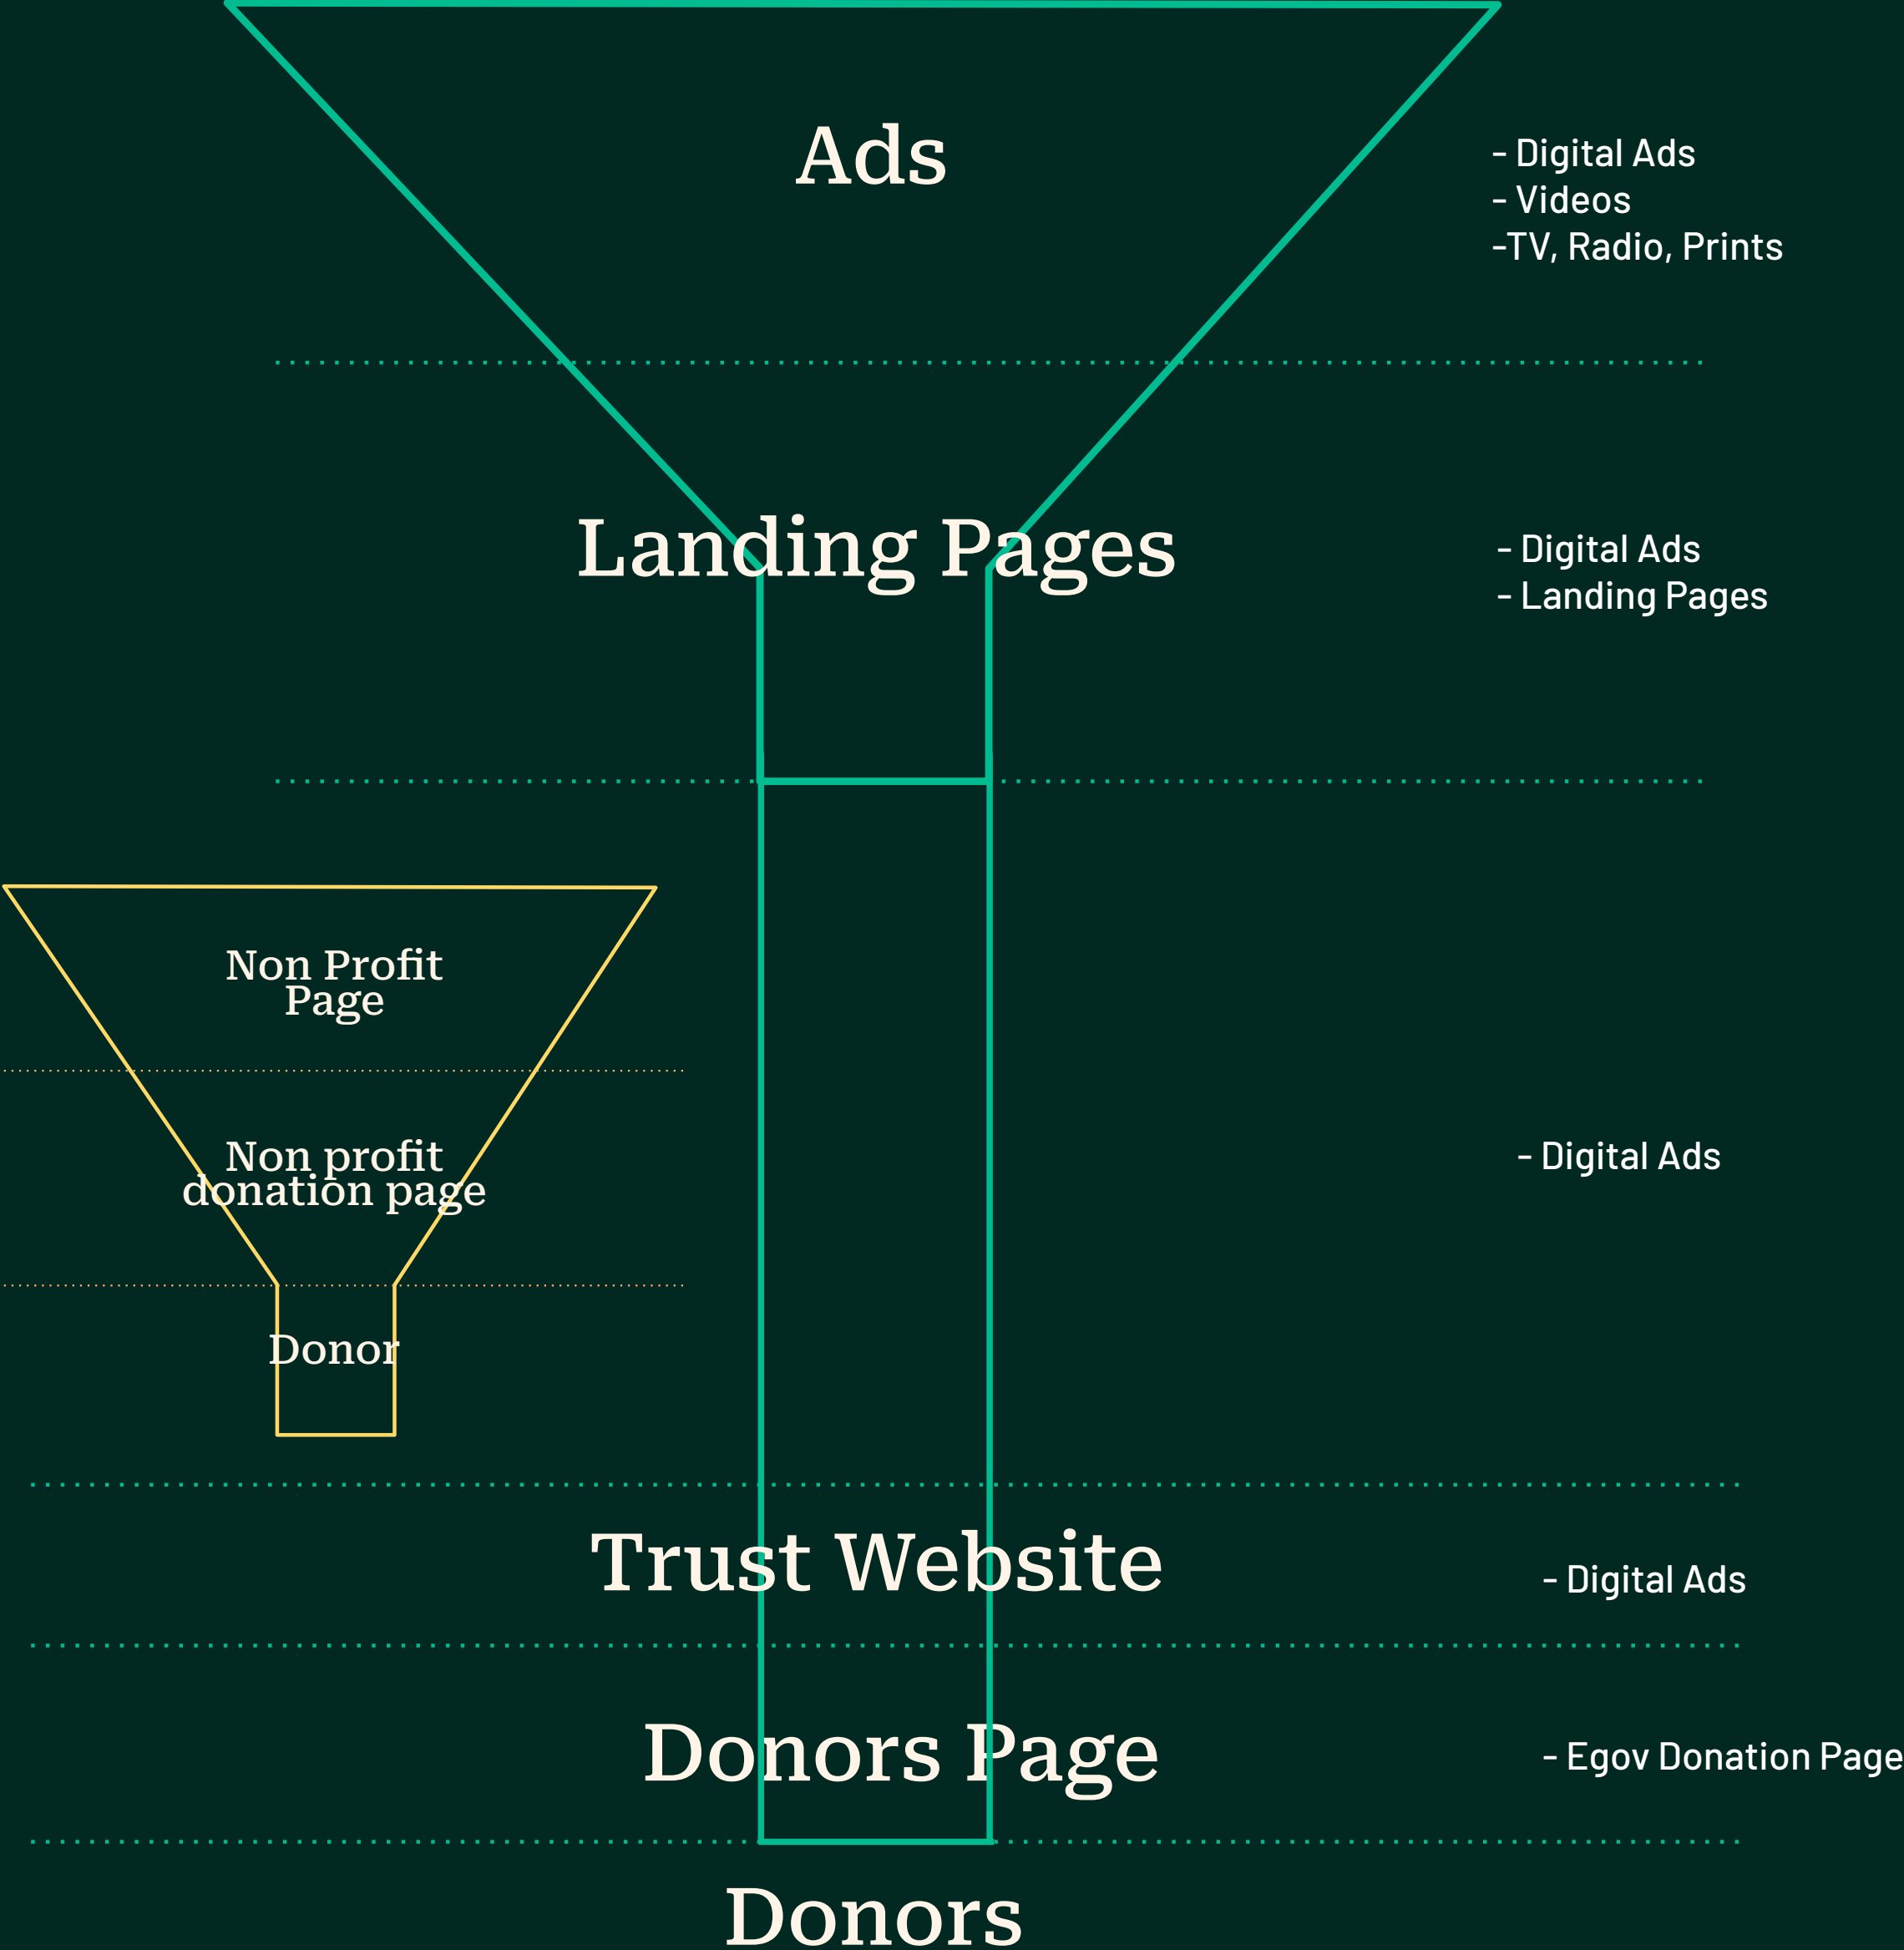 Ads
- Digital Ads
- Videos
-TV, Radio, Prints
Landing Pages
- Digital Ads
- Landing Pages
Non Profit
Page
Non profit
donation page
- Digital Ads
Donor
Trust Website
- Digital Ads
Donors Page
- Egov Donation Page
Donors